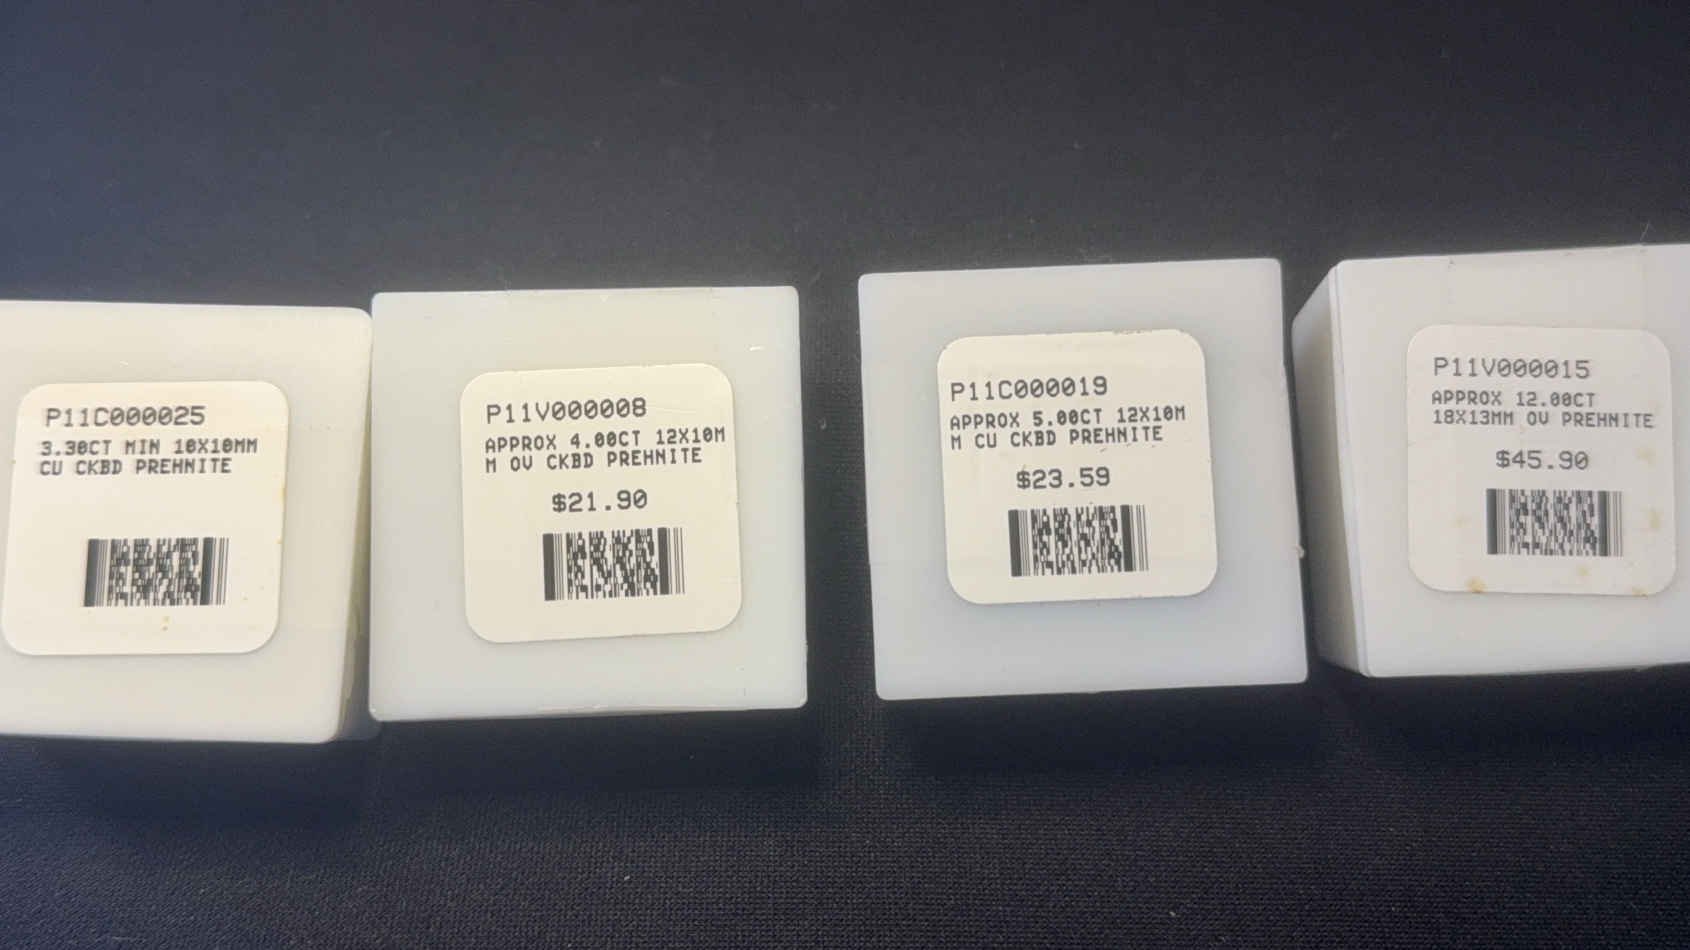 P11C000025
3.30CT MIN 10X10MM
CU CKBD PREHNITE
P11V000008
APPROX 4.00CT 12X10M
M OV CKBD PREHNITE
$21.90
P11C000019
APPROX 5.00CT 12X10M
M CU CKBD PREHNITE
$23.59
P11V000015
APPROX 12.00CT
18X13MM OV PREHNITE
$45.90